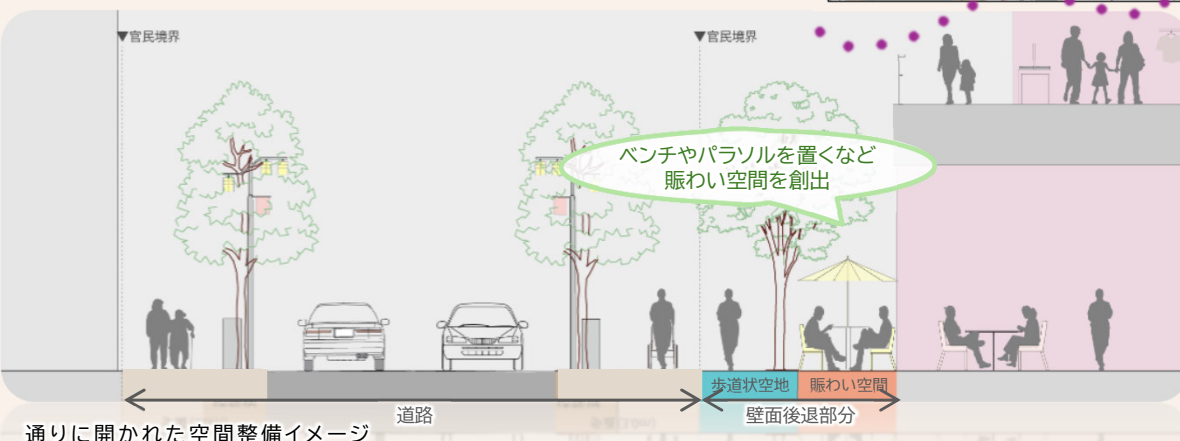 ▼官民境界
▼官民境界
ベンチやパラソルを置くなど
賑わい空間を創出
歩道状空地
賑わい空間
道路
壁面後退部分
通りに開かれた空間整備イメージ